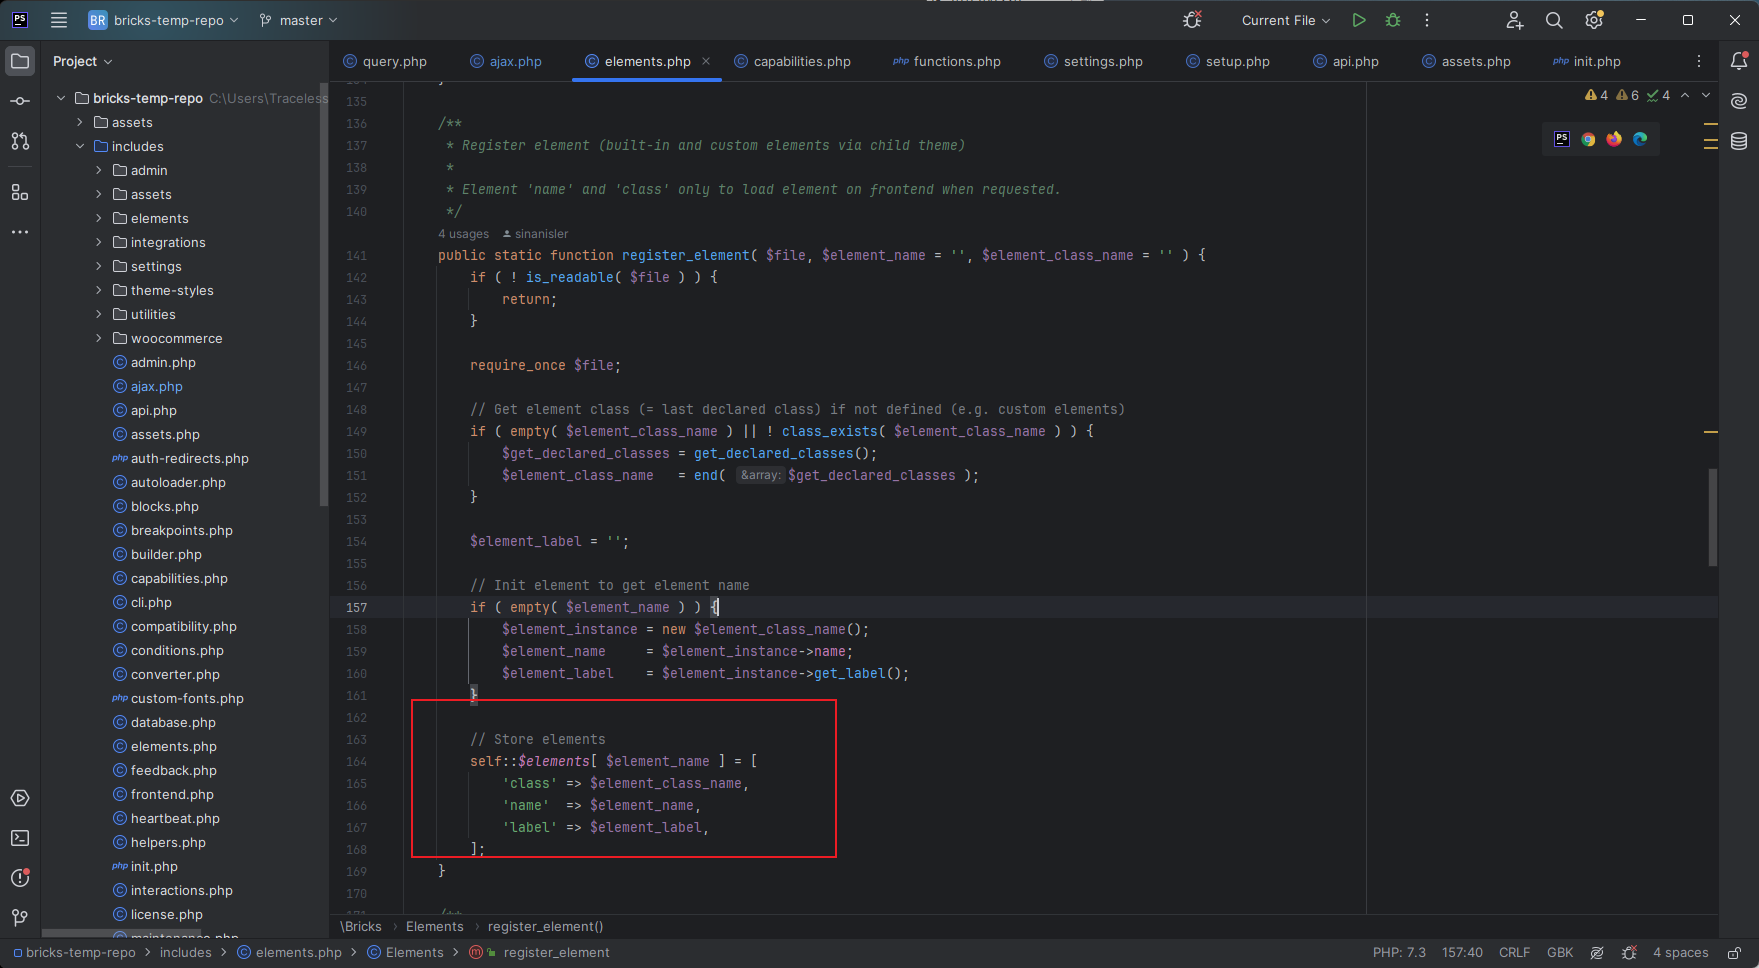 PS BR bricks-temp-repo master Current File
Project
bricks-temp-repo C:\Users\Traceless
assets
includes
admin
assets
elements
integrations
settings
theme-styles
utilities
woocommerce
admin.php
ajax.php
api.php
assets.php
php auth-redirects.php
autoloader.php
blocks.php
breakpoints.php
builder.php
capabilities.php
cli.php
compatibility.php
conditions.php
converter.php
php custom-fonts.php
database.php
elements.php
feedback.php
frontend.php
heartbeat.php
helpers.php
php init.php
interactions.php
license.php
maintenance.php
query.php ajax.php elements.php capabilities.php php functions.php settings.php setup.php api.php assets.php php init.php
4 6 4
135
136 /**
137 * Register element (built-in and custom elements via child theme)
138 *
139 * Element 'name' and 'class' only to load element on frontend when requested.
140 */
4 usages sinanisler
141 public static function register_element( $file, $element_name = '', $element_class_name = '' ) {
142 if ( ! is_readable( $file ) ) {
143 return;
144 }
145
146 require_once $file;
147
148 // Get element class (= last declared class) if not defined (e.g. custom elements)
149 if ( empty( $element_class_name ) || ! class_exists( $element_class_name ) ) {
150 $get_declared_classes = get_declared_classes();
151 $element_class_name = end( &array: $get_declared_classes );
152 }
153
154 $element_label = '';
155
156 // Init element to get element name
157 if ( empty( $element_name ) ) {
158 $element_instance = new $element_class_name();
159 $element_name = $element_instance->name;
160 $element_label = $element_instance->get_label();
161 }
162
163 // Store elements
164 self::$elements[ $element_name ] = [
165 'class' => $element_class_name,
166 'name' => $element_name,
167 'label' => $element_label,
168 ];
169 }
170
\Bricks > Elements > register_element()
bricks-temp-repo > includes > elements.php > Elements > register_element PHP: 7.3 157:40 CRLF GBK 4 spaces